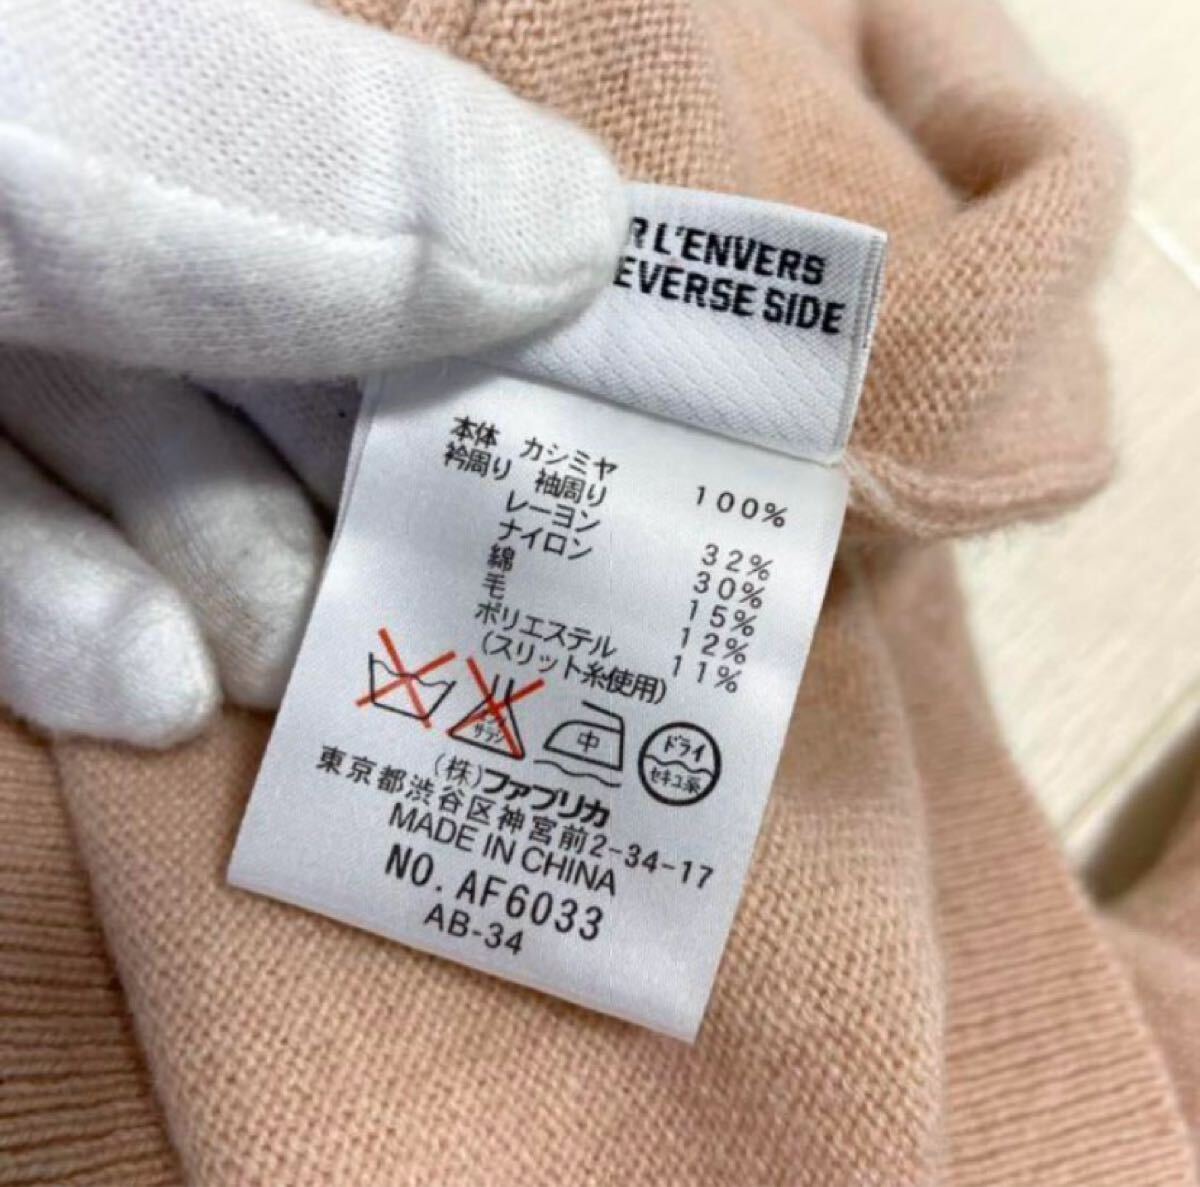 R L'ENVERS
EVERSE SIDE
本体 カシミヤ 100%
衿周り 袖周り
レーヨン 32%
ナイロン 30%
綿 15%
毛 12%
ポリエステル 11%
(スリット糸使用)
サラシ
中
ドライ
セキユ系
(株)ファブリカ
東京都渋谷区神宮前2-34-17
MADE IN CHINA
NO. AF6033
AB-34